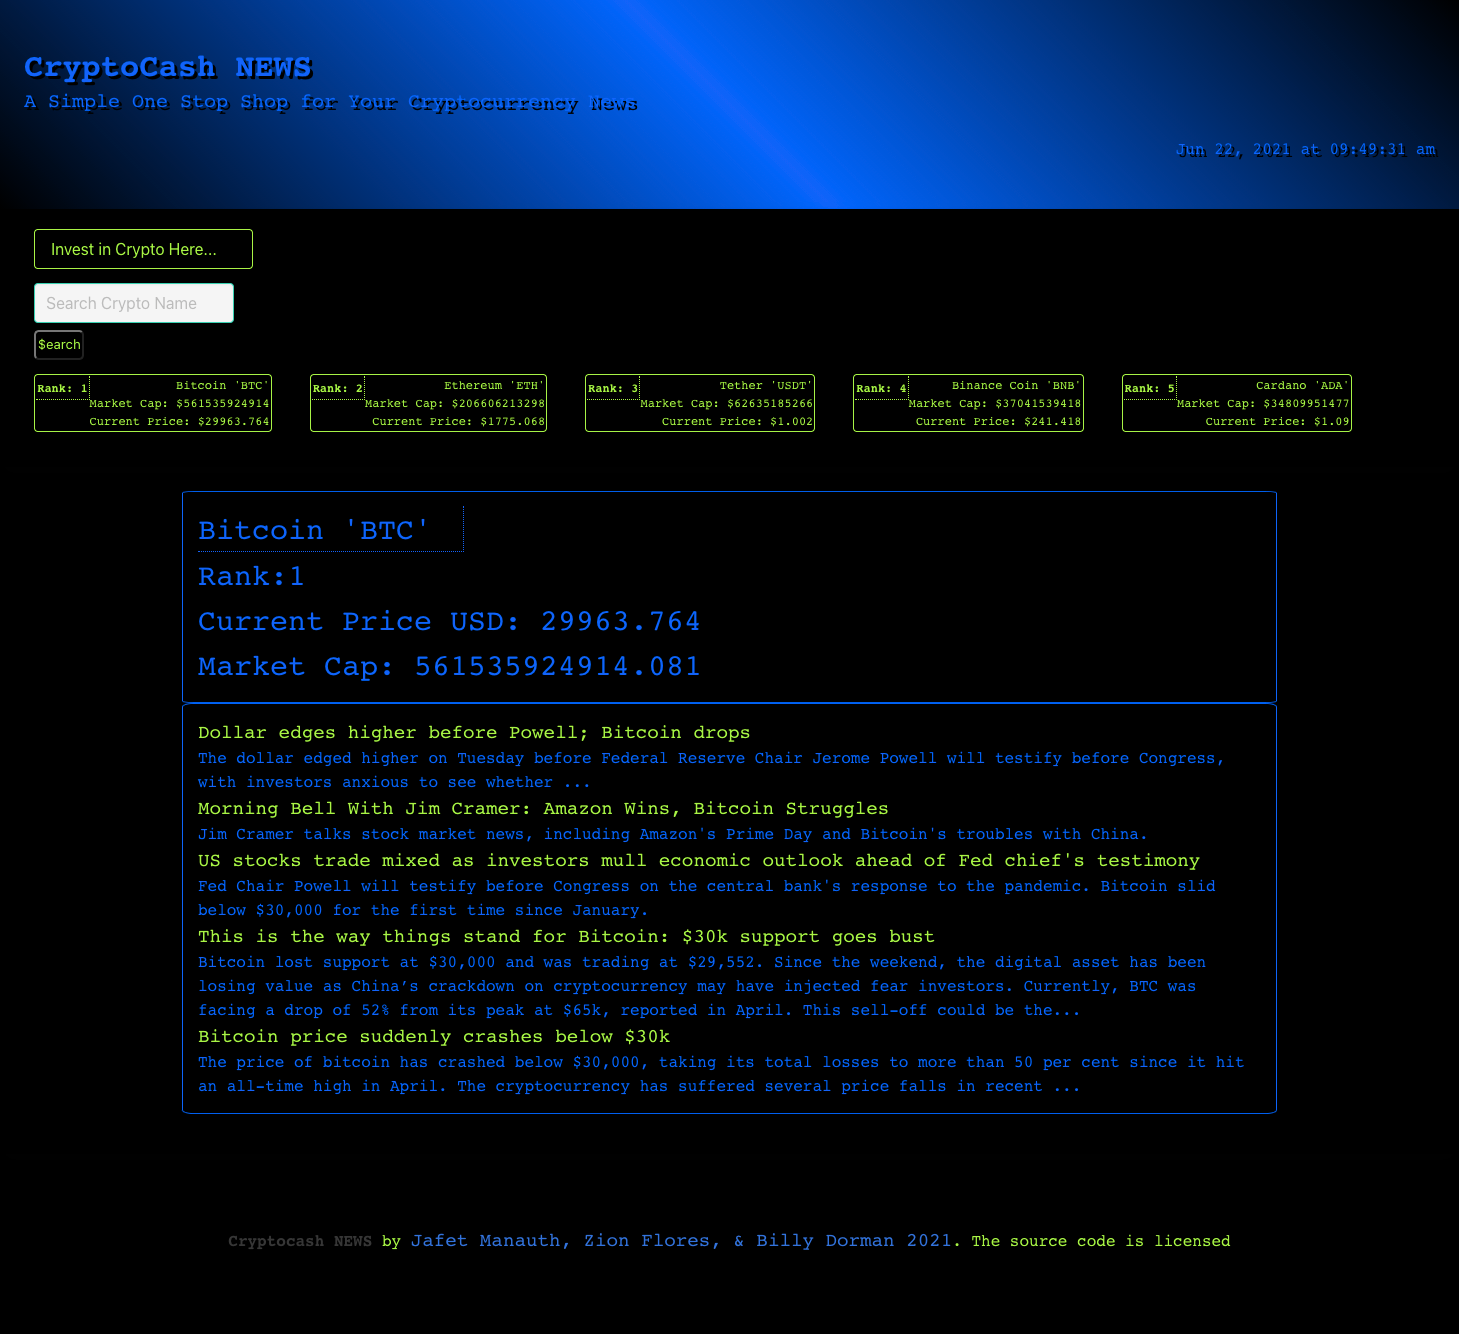 CryptoCash NEWS
A Simple One Stop Shop for Your Cryptocurrency News
Jun 22, 2021 at 09:49:31 am
Invest in Crypto Here...
Search Crypto Name
$earch
Rank: 1
Bitcoin 'BTC'
Market Cap: $561535924914
Current Price: $29963.764
Rank: 2
Ethereum 'ETH'
Market Cap: $206606213298
Current Price: $1775.068
Rank: 3
Tether 'USDT'
Market Cap: $62635185266
Current Price: $1.002
Rank: 4
Binance Coin 'BNB'
Market Cap: $37041539418
Current Price: $241.418
Rank: 5
Cardano 'ADA'
Market Cap: $34809951477
Current Price: $1.09
Bitcoin 'BTC'
Rank:1
Current Price USD: 29963.764
Market Cap: 561535924914.081
Dollar edges higher before Powell; Bitcoin drops
The dollar edged higher on Tuesday before Federal Reserve Chair Jerome Powell will testify before Congress,
with investors anxious to see whether ...
Morning Bell With Jim Cramer: Amazon Wins, Bitcoin Struggles
Jim Cramer talks stock market news, including Amazon's Prime Day and Bitcoin's troubles with China.
US stocks trade mixed as investors mull economic outlook ahead of Fed chief's testimony
Fed Chair Powell will testify before Congress on the central bank's response to the pandemic. Bitcoin slid
below $30,000 for the first time since January.
This is the way things stand for Bitcoin: $30k support goes bust
Bitcoin lost support at $30,000 and was trading at $29,552. Since the weekend, the digital asset has been
losing value as China’s crackdown on cryptocurrency may have injected fear investors. Currently, BTC was
facing a drop of 52% from its peak at $65k, reported in April. This sell-off could be the...
Bitcoin price suddenly crashes below $30k
The price of bitcoin has crashed below $30,000, taking its total losses to more than 50 per cent since it hit
an all-time high in April. The cryptocurrency has suffered several price falls in recent ...
Cryptocash NEWS by Jafet Manauth, Zion Flores, & Billy Dorman 2021. The source code is licensed